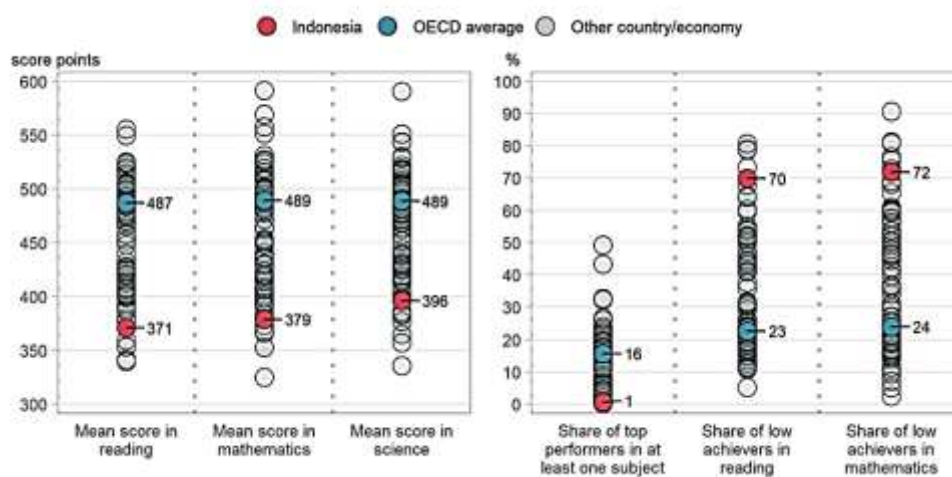 Indonesia OECD average Other country/economy
score points
600
550
500
450
400
350
300
487
371
489
379
489
396
Mean score in
reading
Mean score in
mathematics
Mean score in
science
%
100
90
80
70
60
50
40
30
20
10
0
16
1
70
23
72
24
Share of top
performers in at
least one subject
Share of low
achievers in
reading
Share of low
achievers in
mathematics